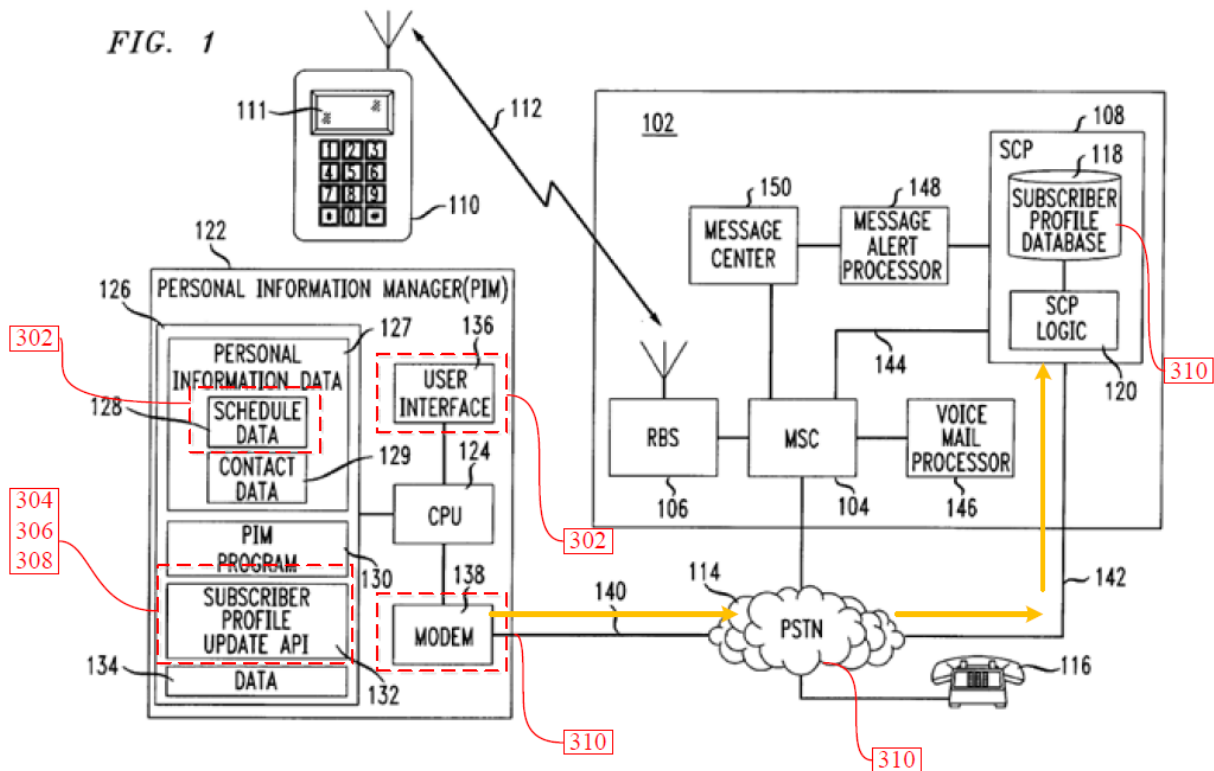 FIG. 1
111
1 2 3
4 5 6
7 8 9
* 0 #
110
112
102
108
SCP
118
SUBSCRIBER
PROFILE
DATABASE
310
SCP
LOGIC
120
150
MESSAGE
CENTER
148
MESSAGE
ALERT
PROCESSOR
144
RBS
106
MSC
104
VOICE
MAIL
PROCESSOR
146
122
PERSONAL INFORMATION MANAGER(PIM)
126
127
PERSONAL
INFORMATION DATA
302
128
SCHEDULE
DATA
CONTACT
DATA
129
136
USER
INTERFACE
302
124
CPU
304
306
308
PIM
PROGRAM
130
SUBSCRIBER
PROFILE
UPDATE API
132
134
DATA
138
MODEM
310
140
114
PSTN
310
142
116